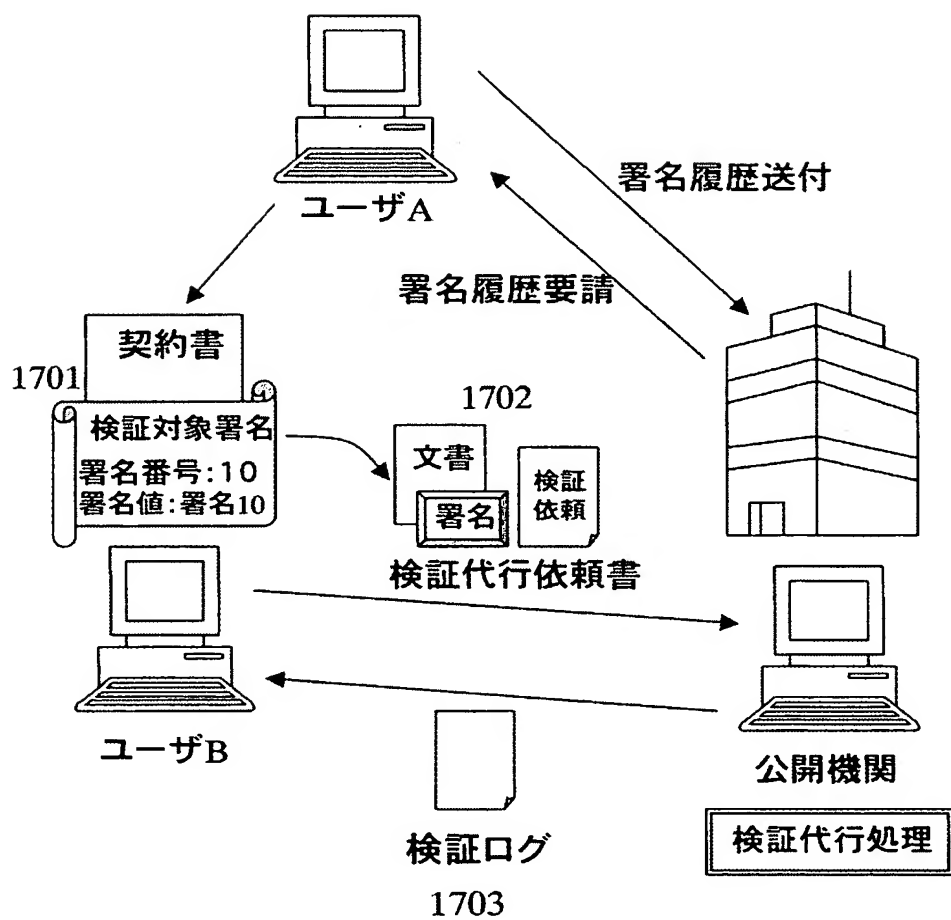 署名履歴送付
ユーザA
署名履歴要請
契約書
1701
検証対象署名
署名番号:10
署名値:署名10
1702
文書
署名
検証
依頼
検証代行依頼書
ユーザB
公開機関
検証ログ
検証代行処理
1703